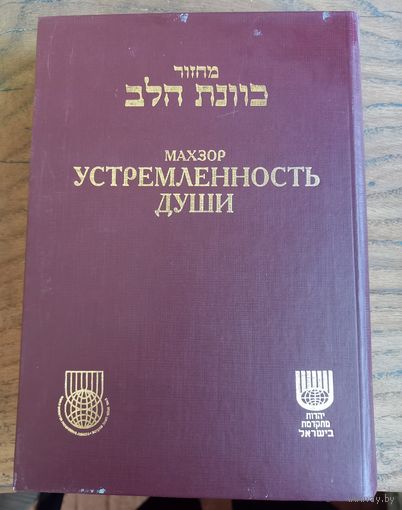 מחזור
כוונת הלב
МАХЗОР
УСТРЕМЛЕННОСТЬ
ДУШИ
יהדות
מתקדמת
בישראל